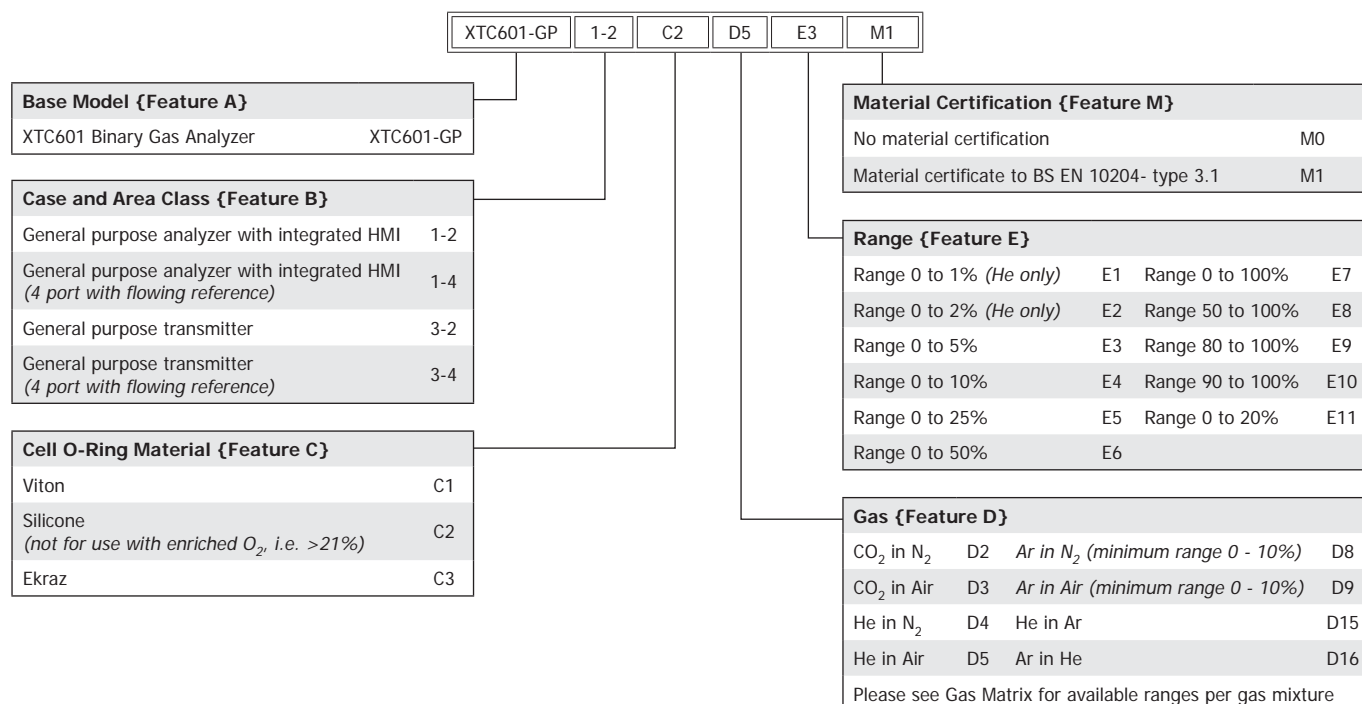 XTC601-GP 1-2 C2 D5 E3 M1
Base Model {Feature A}
XTC601 Binary Gas Analyzer XTC601-GP
Case and Area Class {Feature B}
General purpose analyzer with integrated HMI 1-2
General purpose analyzer with integrated HMI
(4 port with flowing reference) 1-4
General purpose transmitter 3-2
General purpose transmitter
(4 port with flowing reference) 3-4
Cell O-Ring Material {Feature C}
Viton C1
Silicone
(not for use with enriched O₂, i.e. >21%) C2
Ekraz C3
Material Certification {Feature M}
No material certification M0
Material certificate to BS EN 10204- type 3.1 M1
Range {Feature E}
Range 0 to 1% (He only) E1 Range 0 to 100% E7
Range 0 to 2% (He only) E2 Range 50 to 100% E8
Range 0 to 5% E3 Range 80 to 100% E9
Range 0 to 10% E4 Range 90 to 100% E10
Range 0 to 25% E5 Range 0 to 20% E11
Range 0 to 50% E6
Gas {Feature D}
CO₂ in N₂ D2 Ar in N₂ (minimum range 0 - 10%) D8
CO₂ in Air D3 Ar in Air (minimum range 0 - 10%) D9
He in N₂ D4 He in Ar D15
He in Air D5 Ar in He D16
Please see Gas Matrix for available ranges per gas mixture